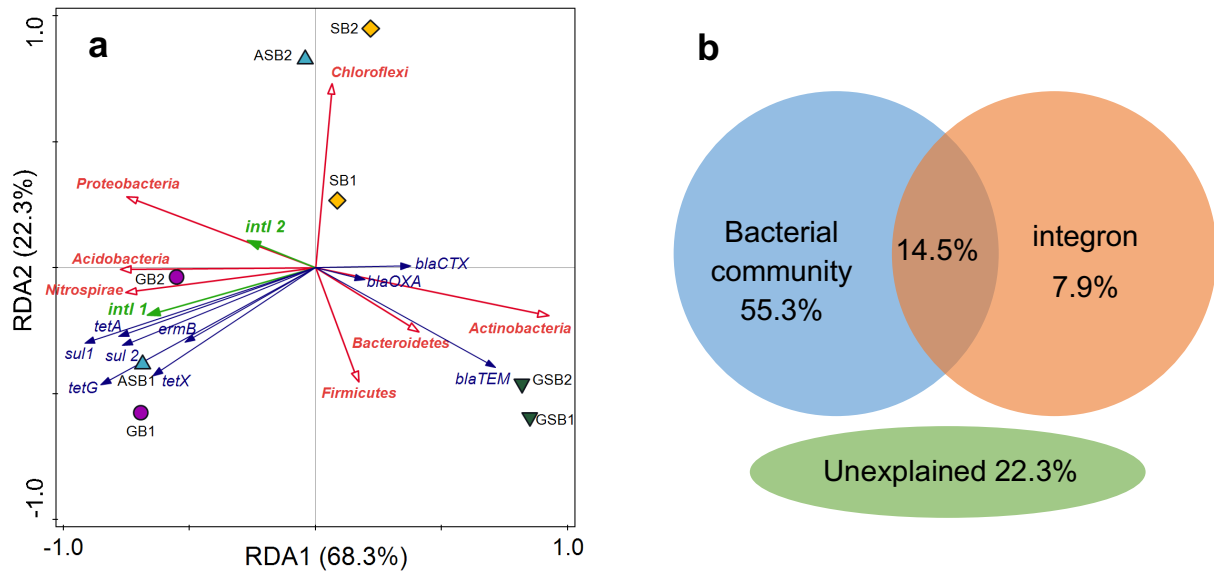 a
1.0
RDA2 (22.3%)
-1.0
SB2
ASB2
Chloroflexi
SB1
Proteobacteria
intI 2
Acidobacteria
blaCTX
GB2
blaOXA
Nitrospirae
intI 1
tetA
ermB
Actinobacteria
sul1
sul 2
Bacteroidetes
ASB1
tetX
blaTEM
GSB2
tetG
Firmicutes
GB1
GSB1
-1.0
1.0
RDA1 (68.3%)
b
Bacterial
community
55.3%
14.5%
integron
7.9%
Unexplained 22.3%